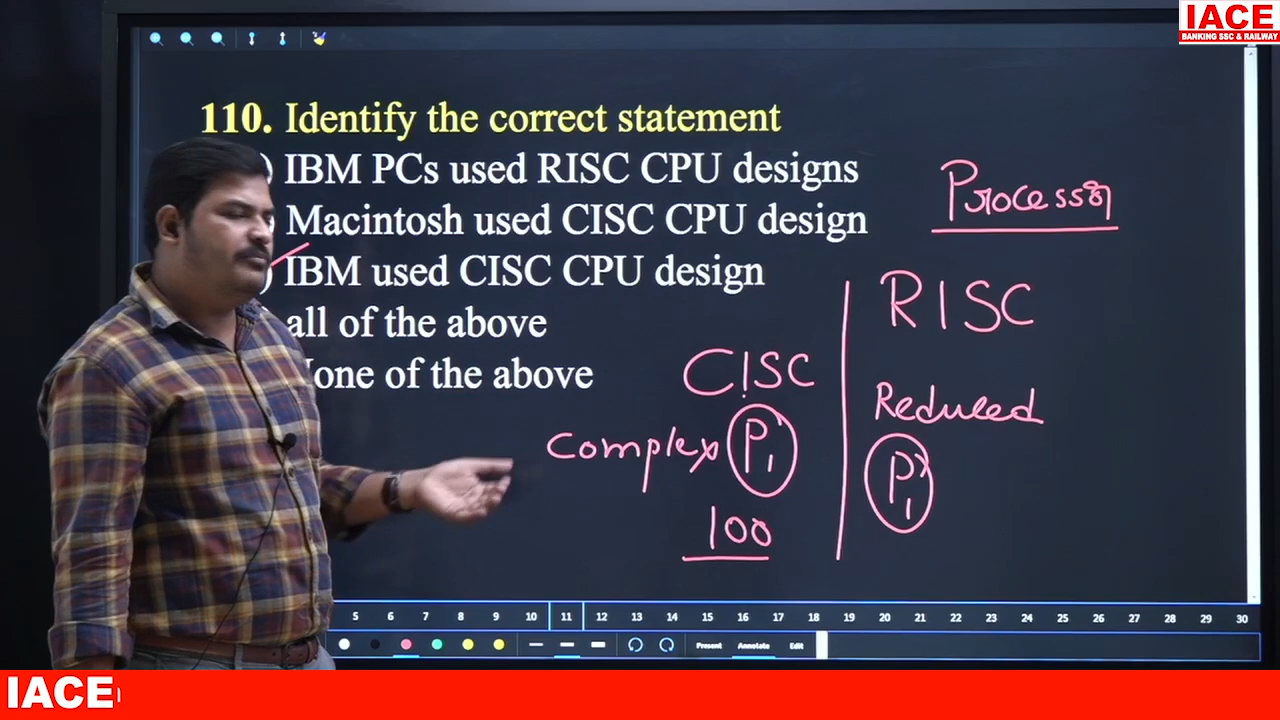 IACE
BANKING SSC & RAILWAY
110. Identify the correct statement
) IBM PCs used RISC CPU designs
Macintosh used CISC CPU design
) IBM used CISC CPU design
all of the above
None of the above
Processor
RISC
CISC
Reduced
Complex P1
P1
100
5 6 7 8 9 10 11 12 13 14 15 16 17 18 19 20 21 22 23 24 25 26 27 28 29 30
Present Annotate Edit
IACE